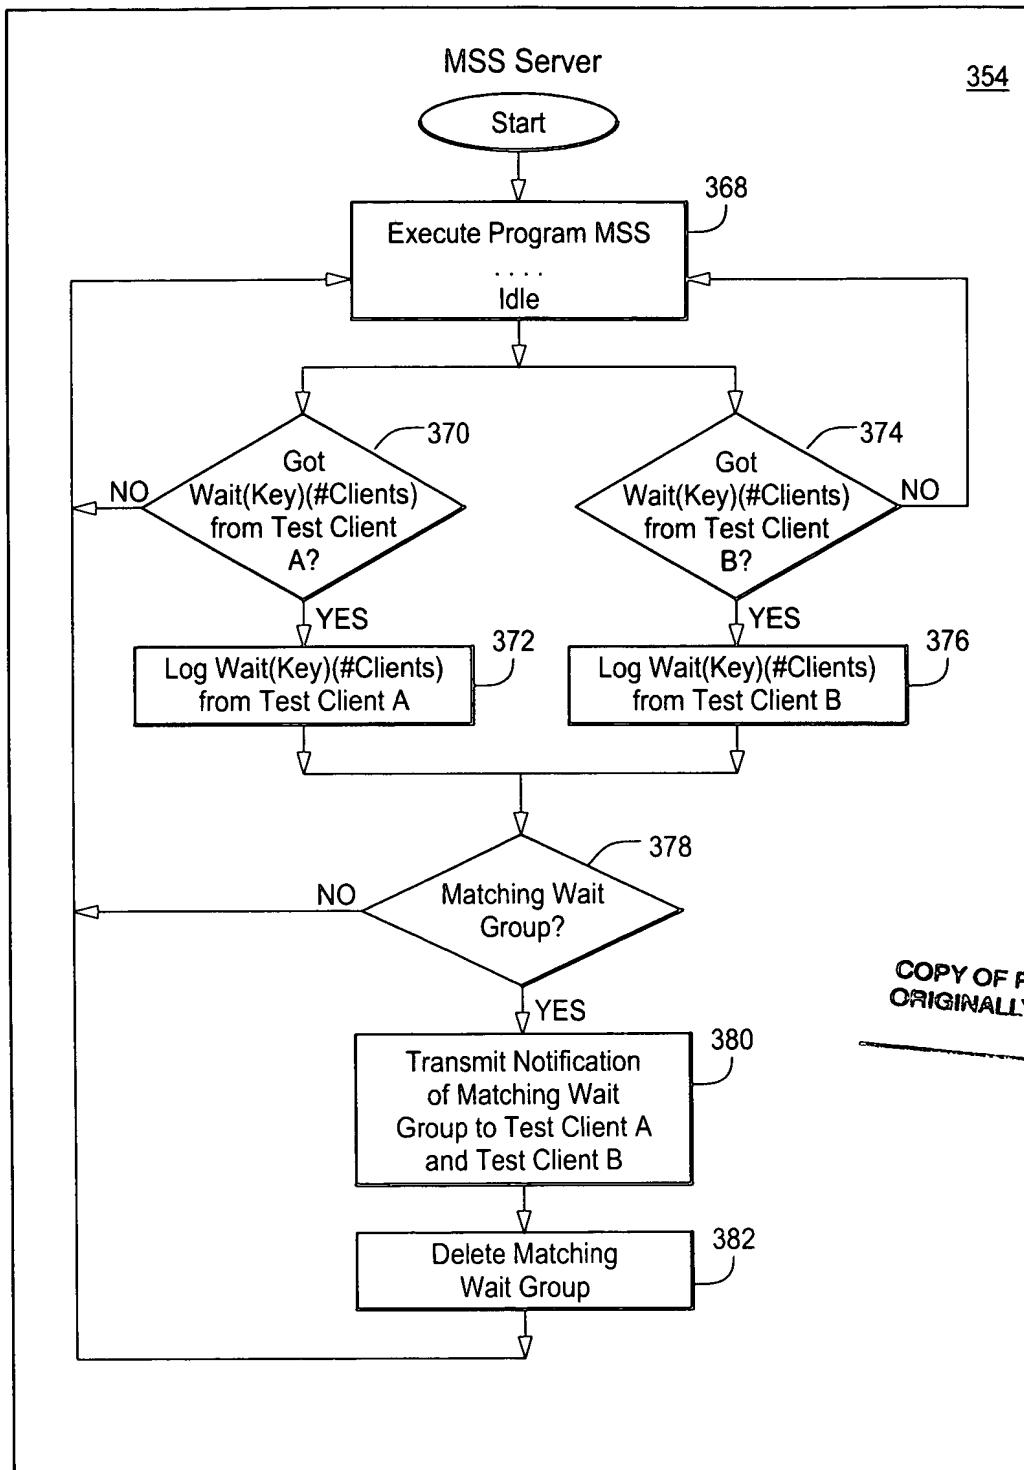 MSS Server
354
Start
368
Execute Program MSS
. . . .
Idle
370
Got
Wait(Key)(#Clients)
from Test Client
A?
NO
YES
374
Got
Wait(Key)(#Clients)
from Test Client
B?
NO
YES
372
Log Wait(Key)(#Clients)
from Test Client A
376
Log Wait(Key)(#Clients)
from Test Client B
378
Matching Wait
Group?
NO
YES
COPY OF
ORIGINALLY
380
Transmit Notification
of Matching Wait
Group to Test Client A
and Test Client B
382
Delete Matching
Wait Group